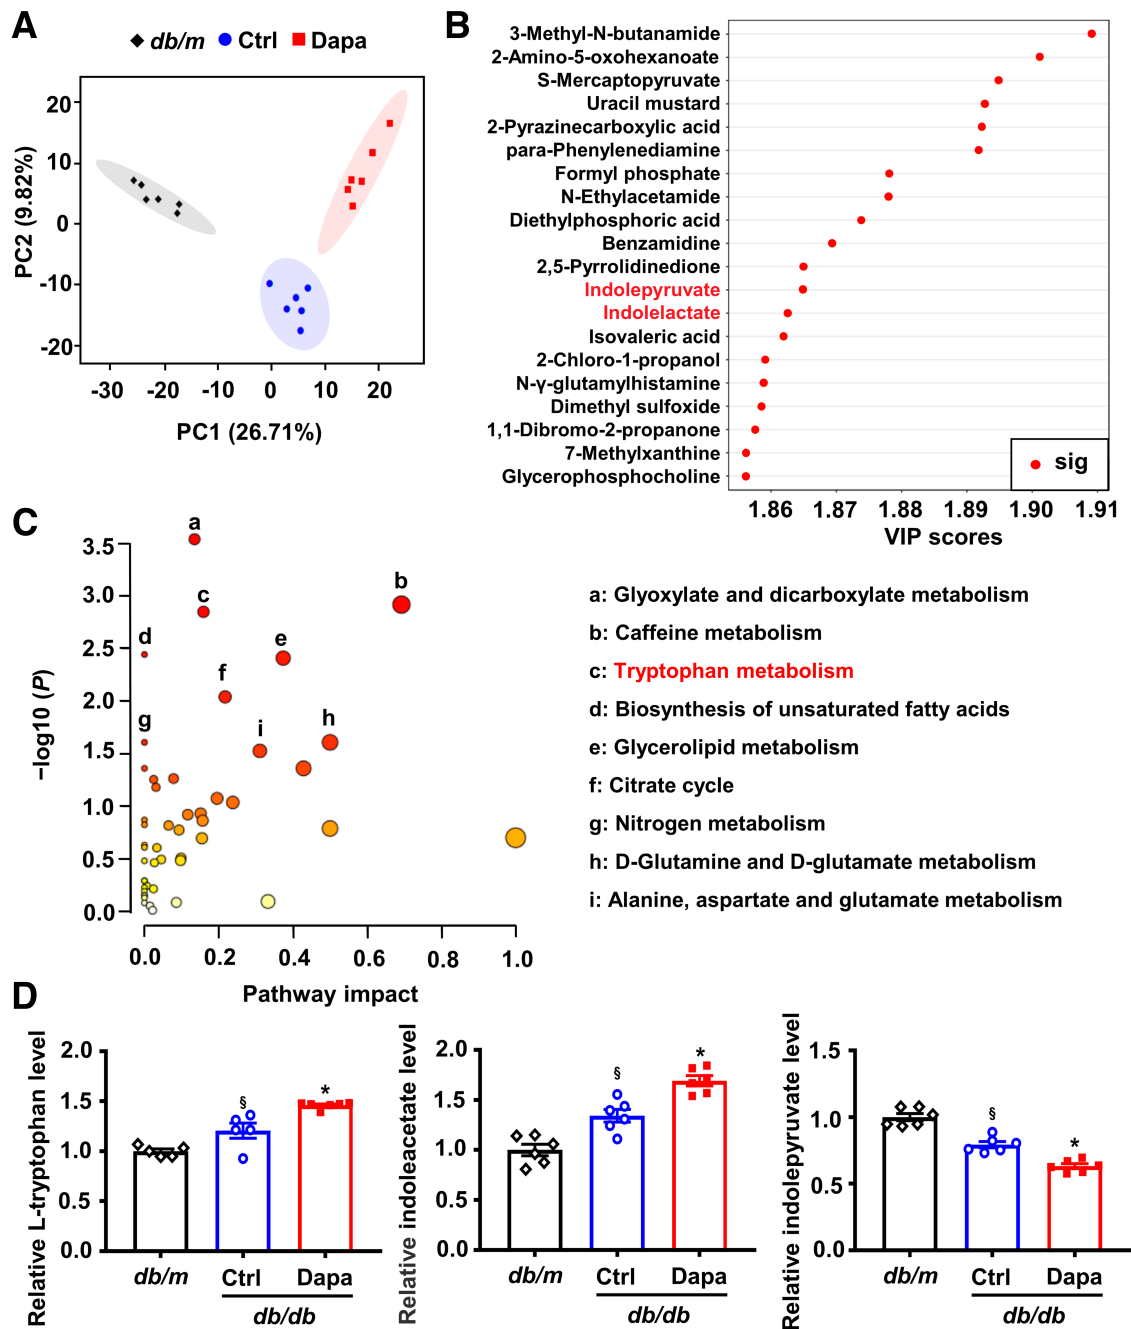 A
db/m Ctrl Dapa
20
10
0
-10
-20
-30 -20 -10 0 10 20
PC1 (26.71%)
PC2 (9.82%)
B
3-Methyl-N-butanamide
2-Amino-5-oxohexanoate
S-Mercaptopyruvate
Uracil mustard
2-Pyrazinecarboxylic acid
para-Phenylenediamine
Formyl phosphate
N-Ethylacetamide
Diethylphosphoric acid
Benzamidine
2,5-Pyrrolidinedione
Indolepyruvate
Indolelactate
Isovaleric acid
2-Chloro-1-propanol
N-γ-glutamylhistamine
Dimethyl sulfoxide
1,1-Dibromo-2-propanone
7-Methylxanthine
Glycerophosphocholine
sig
1.86 1.87 1.88 1.89 1.90 1.91
VIP scores
C
3.5
3.0
2.5
2.0
1.5
1.0
0.5
0.0
−log10 (P)
a
b
c
d
e
f
g
h
i
0.0 0.2 0.4 0.6 0.8 1.0
Pathway impact
a: Glyoxylate and dicarboxylate metabolism
b: Caffeine metabolism
c: Tryptophan metabolism
d: Biosynthesis of unsaturated fatty acids
e: Glycerolipid metabolism
f: Citrate cycle
g: Nitrogen metabolism
h: D-Glutamine and D-glutamate metabolism
i: Alanine, aspartate and glutamate metabolism
D
Relative L-tryptophan level
2.0
1.5
1.0
0.5
0.0
§
*
db/m Ctrl Dapa
db/db
Relative indoleacetate level
2.0
1.5
1.0
0.5
0.0
§
*
db/m Ctrl Dapa
db/db
Relative indolepyruvate level
1.5
1.0
0.5
0.0
§
*
db/m Ctrl Dapa
db/db